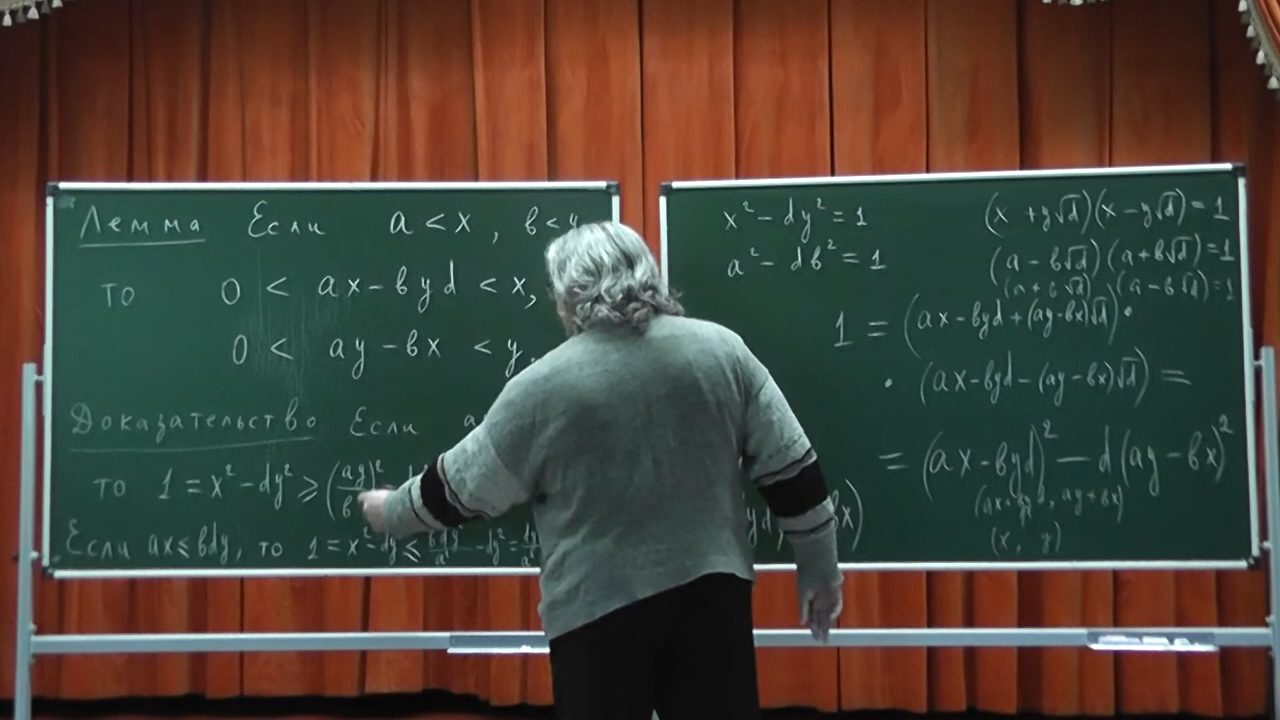 Лемма Если a < x, b < y
то 0 < ax - byd < x,
0 < ay - bx < y.
Доказательство Если
то 1 = x² - dy² ⩾ (ay/b)²
Если ax ⩽ bdy, то 1 = x² - dy² ⩽
x² - dy² = 1
a² - db² = 1
(x + y√d)(x - y√d) = 1
(a - b√d)(a + b√d) = 1
(a + b√d)(a - b√d) = 1
1 = (ax - byd + (ay - bx)√d) ·
· (ax - byd - (ay - bx)√d) =
= (ax - byd)² - d(ay - bx)²
(x, y)